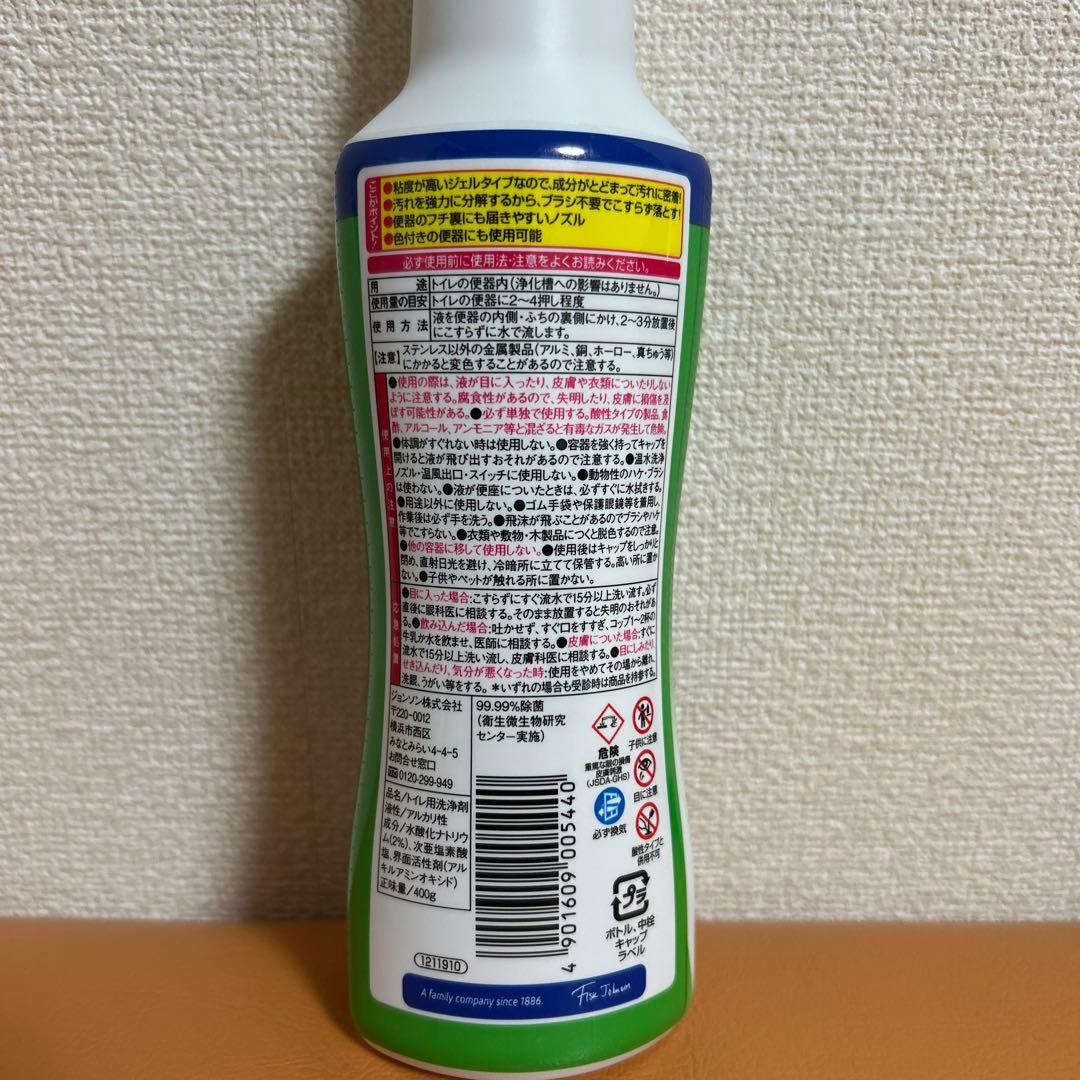 ここがポイント!
●粘度が高いジェルタイプなので、成分がとどまって汚れに密着!
●汚れを強力に分解するから、ブラシ不要でこすらず落とす!
●便器のフチ裏にも届きやすいノズル
●色付きの便器にも使用可能
必ず使用前に使用法・注意をよくお読みください。
用 途 トイレの便器内(浄化槽への影響はありません。)
使用量の目安 トイレの便器に2〜4押し程度
使用方法 液を便器の内側・ふちの裏側にかけ、2〜3分放置後
にこすらずに水で流します。
【注意】 ステンレス以外の金属製品(アルミ、銅、ホーロー、真ちゅう等)
にかかると変色することがあるので注意する。
使用上の注意
●使用の際は、液が目に入ったり、皮膚や衣類についたりしない
ように注意する。腐食性があるので、失明したり、皮膚に損傷を及
ぼす可能性がある。●必ず単独で使用する。酸性タイプの製品、食
酢、アルコール、アンモニア等と混ざると有毒なガスが発生して危険。
●体調がすぐれない時は使用しない。●容器を強く持ってキャップを
開けると液が飛び出すおそれがあるので注意する。●温水洗浄
ノズル・温風出口・スイッチに使用しない。●動物性のハケ・ブラシ
は使わない。●液が便座についたときは、必ずすぐに水拭きする。
●用途以外に使用しない。●ゴム手袋や保護眼鏡等を着用し、
作業後は必ず手を洗う。●飛沫が飛ぶことがあるのでブラシやハケ
等でこすらない。●衣類や敷物・木製品につくと脱色するので注意。
●他の容器に移して使用しない。●使用後はキャップをしっかりと
閉め、直射日光を避け、冷暗所に立てて保管する。高い所に置か
ない。●子供やペットが触れる所に置かない。
応急処置
●目に入った場合:こすらずにすぐ流水で15分以上洗い流す。必ず
直後に眼科医に相談する。そのまま放置すると失明のおそれがあ
る。●飲み込んだ場合:吐かせず、すぐ口をすすぎ、コップ1〜2杯の
牛乳か水を飲ませ、医師に相談する。●皮膚についた場合:すぐに
流水で15分以上洗い流し、皮膚科医に相談する。●目にしみたり、
せき込んだり、気分が悪くなった時:使用をやめてその場から離れ、
洗眼、うがい等をする。*いずれの場合も受診時は商品を持参する。
ジョンソン株式会社
〒220-0012
横浜市西区
みなとみらい4-4-5
お問合せ窓口
0120-299-949
品名/トイレ用洗浄剤
液性/アルカリ性
成分/水酸化ナトリウ
ム(2%)、次亜塩素酸
塩、界面活性剤(アル
キルアミンオキシド)
正味量/400g
99.99%除菌
(衛生微生物研究
センター実施)
危険
重篤な眼の損傷
皮膚刺激
(JSDA-GHS)
必ず換気
子供に注意
目に注意
酸性タイプと
併用不可
4 901609 005440
プラ
ボトル、中栓
キャップ
ラベル
1211910
A family company since 1886.
Fisk Johnson